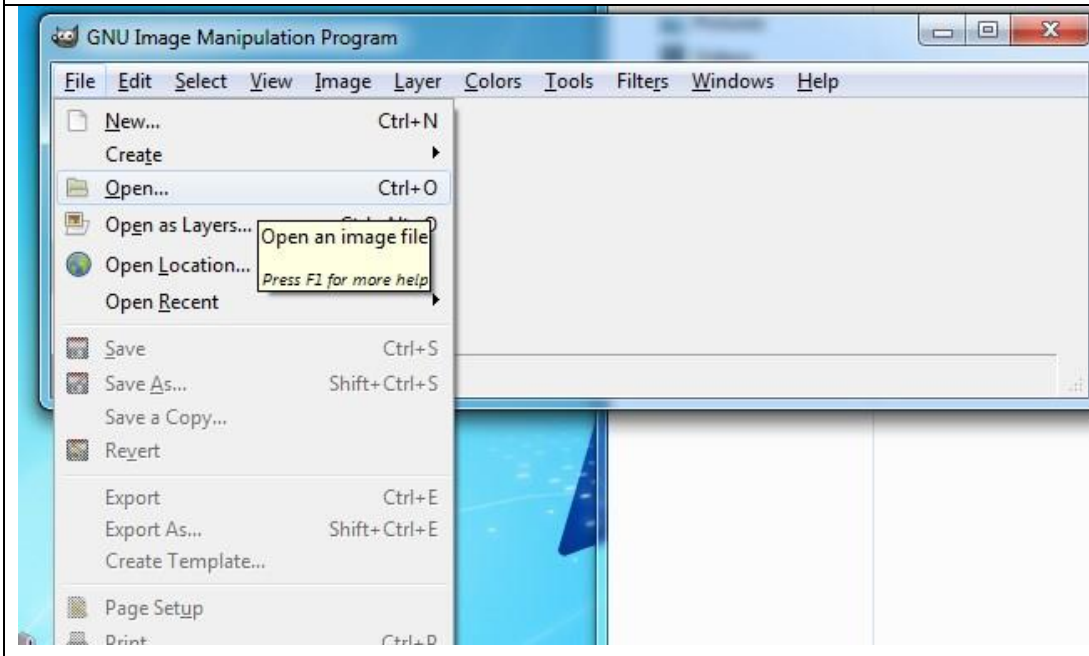 GNU Image Manipulation Program
File Edit Select View Image Layer Colors Tools Filters Windows Help
New... Ctrl+N
Create
Open... Ctrl+O
Open as Layers...
Open an image file
Open Location...
Press F1 for more help
Open Recent
Save Ctrl+S
Save As... Shift+Ctrl+S
Save a Copy...
Revert
Export Ctrl+E
Export As... Shift+Ctrl+E
Create Template...
Page Setup
Print Ctrl+P